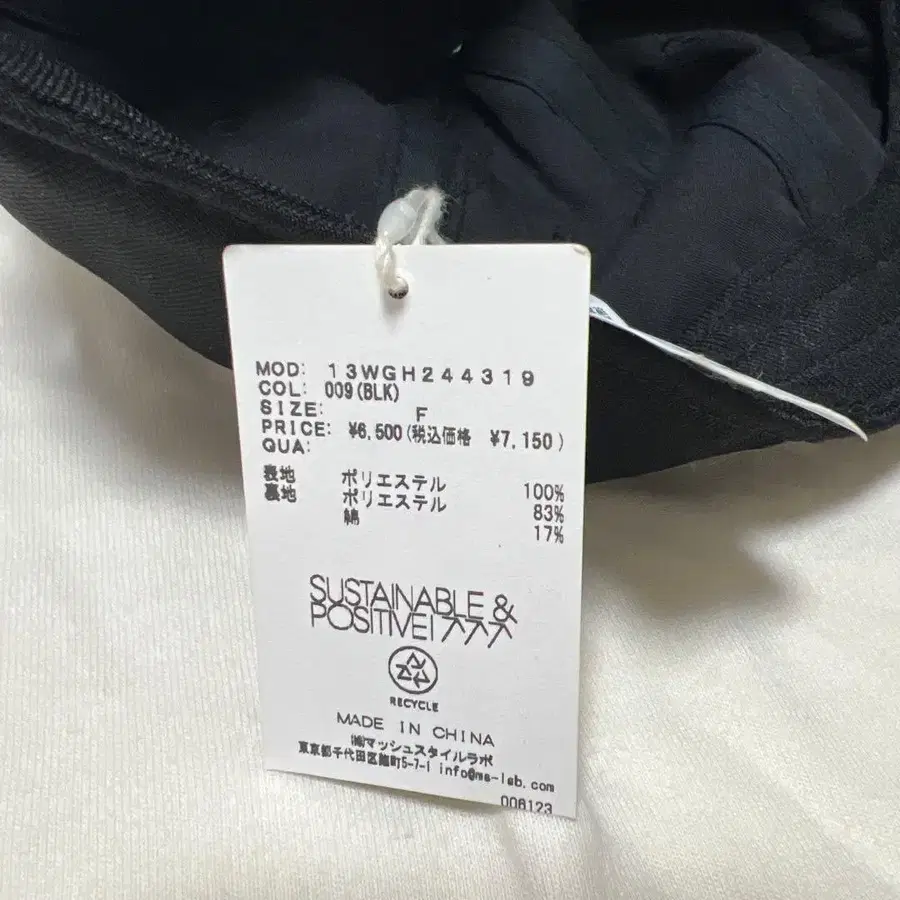 MOD: 13WGH244319
COL: 009(BLK)
SIZE: F
PRICE: ¥6,500(税込価格 ¥7,150)
QUA:
表地 ポリエステル 100%
裏地 ポリエステル 83%
綿 17%
SUSTAINABLE &
POSITIVE!
RECYCLE
MADE IN CHINA
㈱マッシュスタイルラボ
東京都千代田区麹町5-7-1 info@ms-lab.com
006123